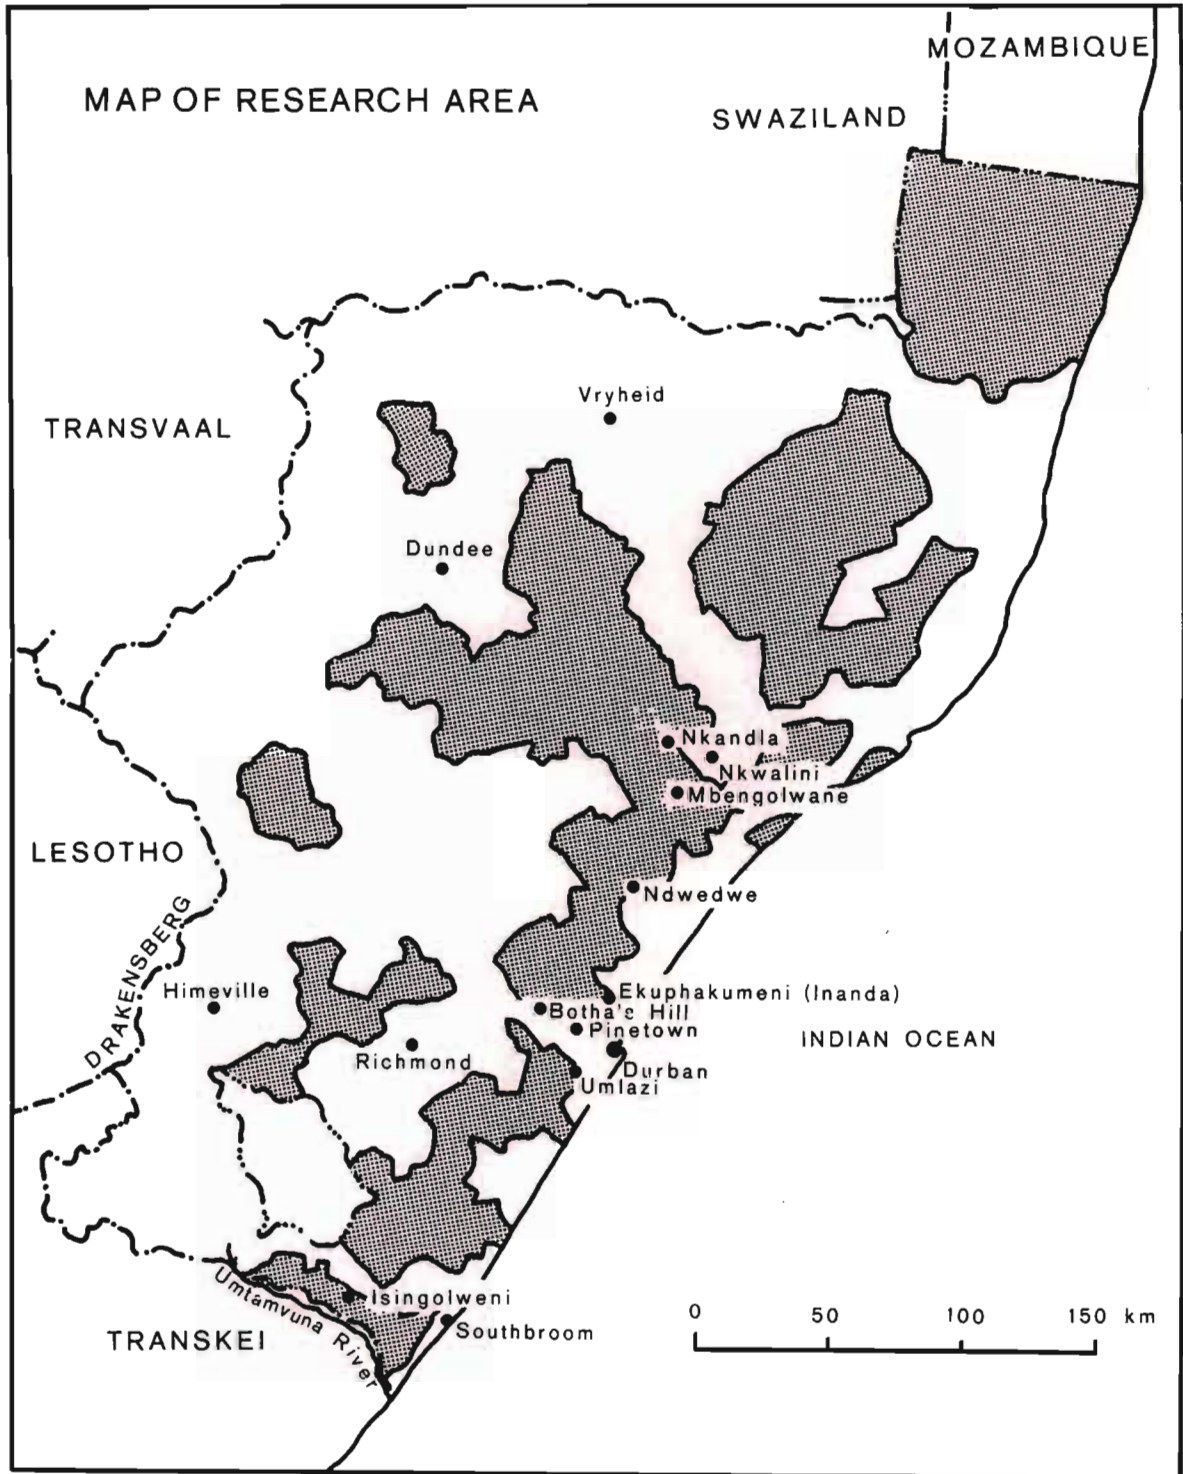 MOZAMBIQUE
MAP OF RESEARCH AREA
SWAZILAND
Vryheid
TRANSVAAL
Dundee
Nkandla
Nkwalini
Mbengolwane
LESOTHO
Ndwedwe
DRAKENSBERG
Himeville
Ekuphakumeni (Inanda)
Botha's Hill
Pinetown
INDIAN OCEAN
Richmond
Durban
Umlazi
Umtamvuna River
Isingolweni
0 50 100 150 km
Southbroom
TRANSKEI